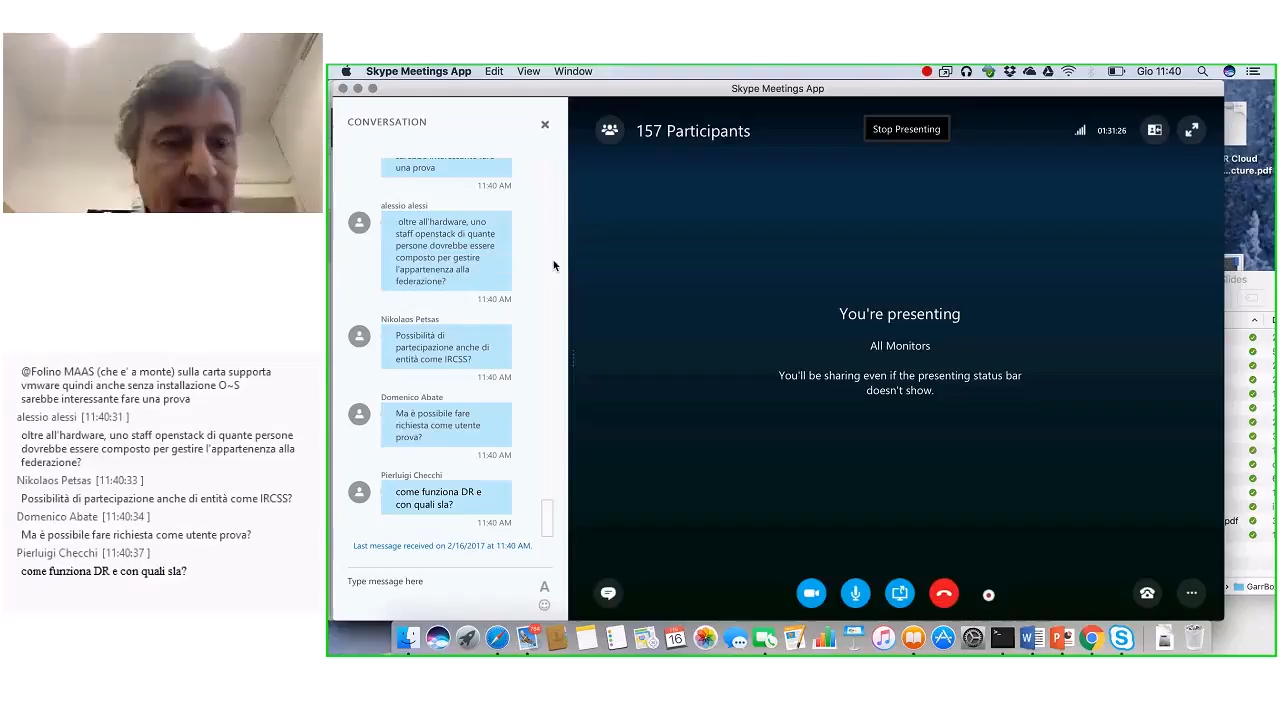 Skype Meetings App Edit View Window
Gio 11:40
Skype Meetings App
CONVERSATION
una prova
11:40 AM
alessio alessi
oltre all'hardware, uno
staff openstack di quante
persone dovrebbe essere
composto per gestire
l'appartenenza alla
federazione?
11:40 AM
Nikolaos Petsas
Possibilità di
partecipazione anche di
entità come IRCSS?
11:40 AM
Domenico Abate
Ma è possibile fare
richiesta come utente
prova?
11:40 AM
Pierluigi Checchi
come funziona DR e
con quali sla?
11:40 AM
Last message received on 2/16/2017 at 11:40 AM.
Type message here
A
157 Participants
Stop Presenting
01:31:26
You're presenting
All Monitors
You'll be sharing even if the presenting status bar
doesn't show.
R Cloud
...cture.pdf
Slides
pdf
GarrBo
16
@Folino MAAS (che e' a monte) sulla carta supporta
vmware quindi anche senza installazione O~S
sarebbe interessante fare una prova
alessio alessi [11:40:31 ]
oltre all'hardware, uno staff openstack di quante persone
dovrebbe essere composto per gestire l'appartenenza alla
federazione?
Nikolaos Petsas [11:40:33 ]
Possibilità di partecipazione anche di entità come IRCSS?
Domenico Abate [11:40:34 ]
Ma è possibile fare richiesta come utente prova?
Pierluigi Checchi [11:40:37 ]
come funziona DR e con quali sla?